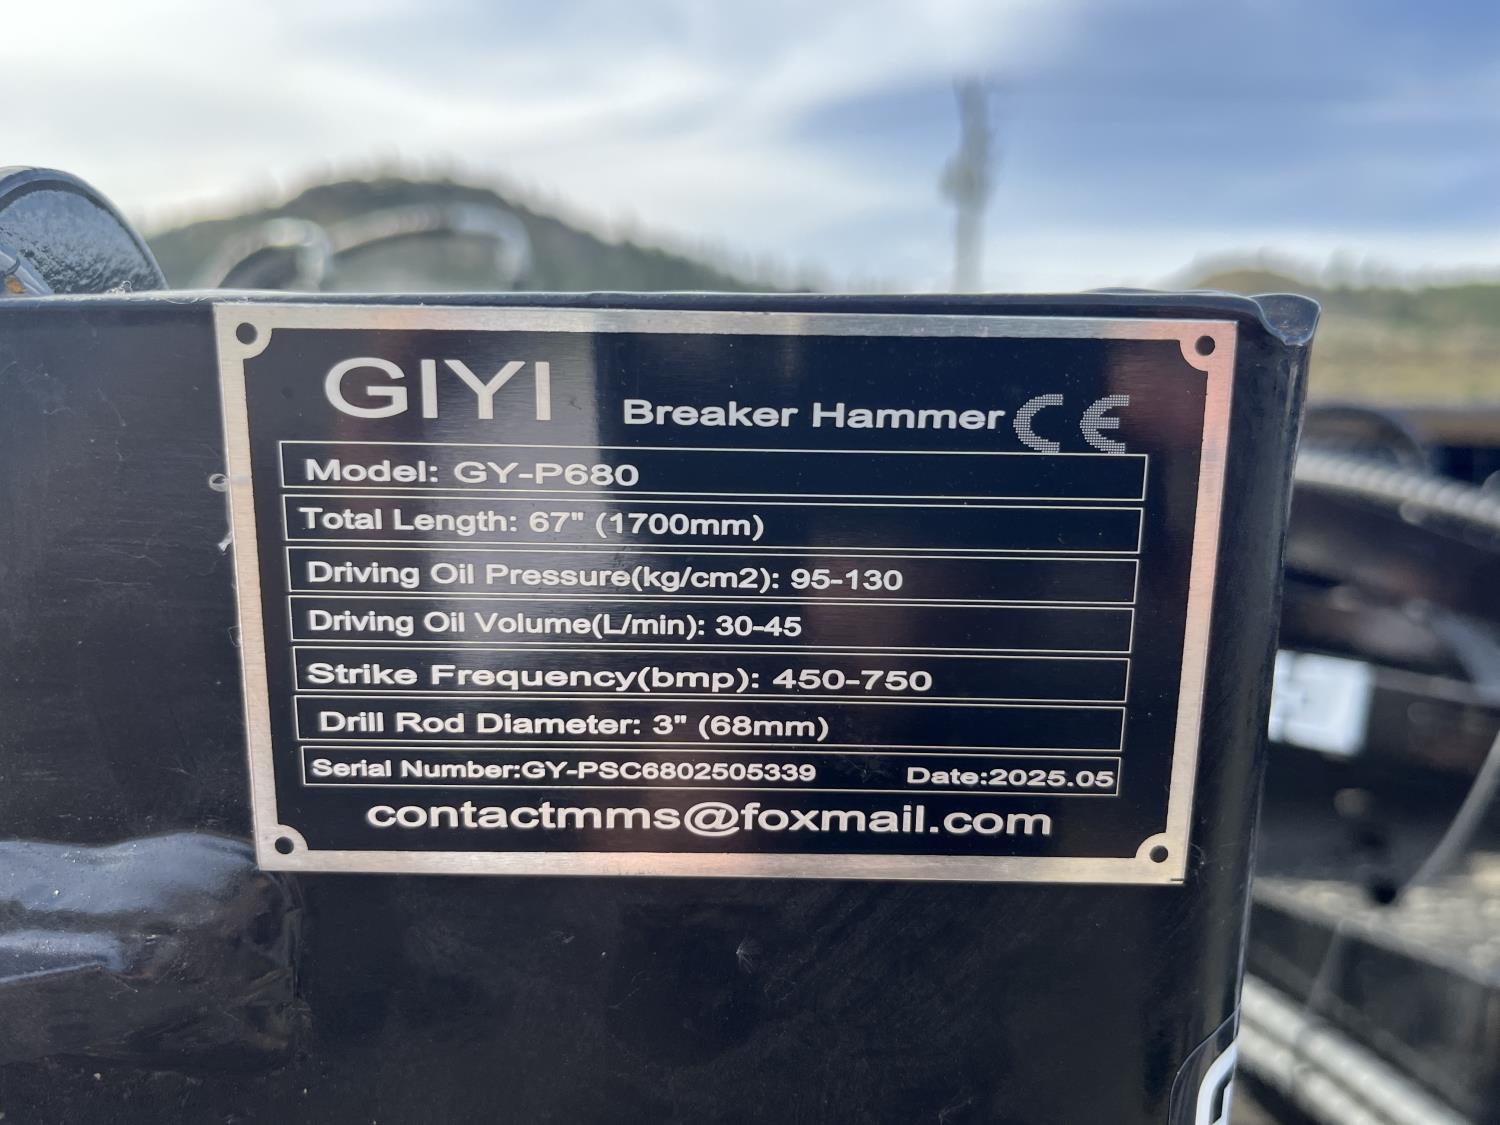 GIYI
Breaker Hammer CE
Model: GY-P680
Total Length: 67" (1700mm)
Driving Oil Pressure(kg/cm2): 95-130
Driving Oil Volume(L/min): 30-45
Strike Frequency(bmp): 450-750
Drill Rod Diameter: 3" (68mm)
Serial Number:GY-PSC6802505339 Date:2025.05
contactmms@foxmail.com